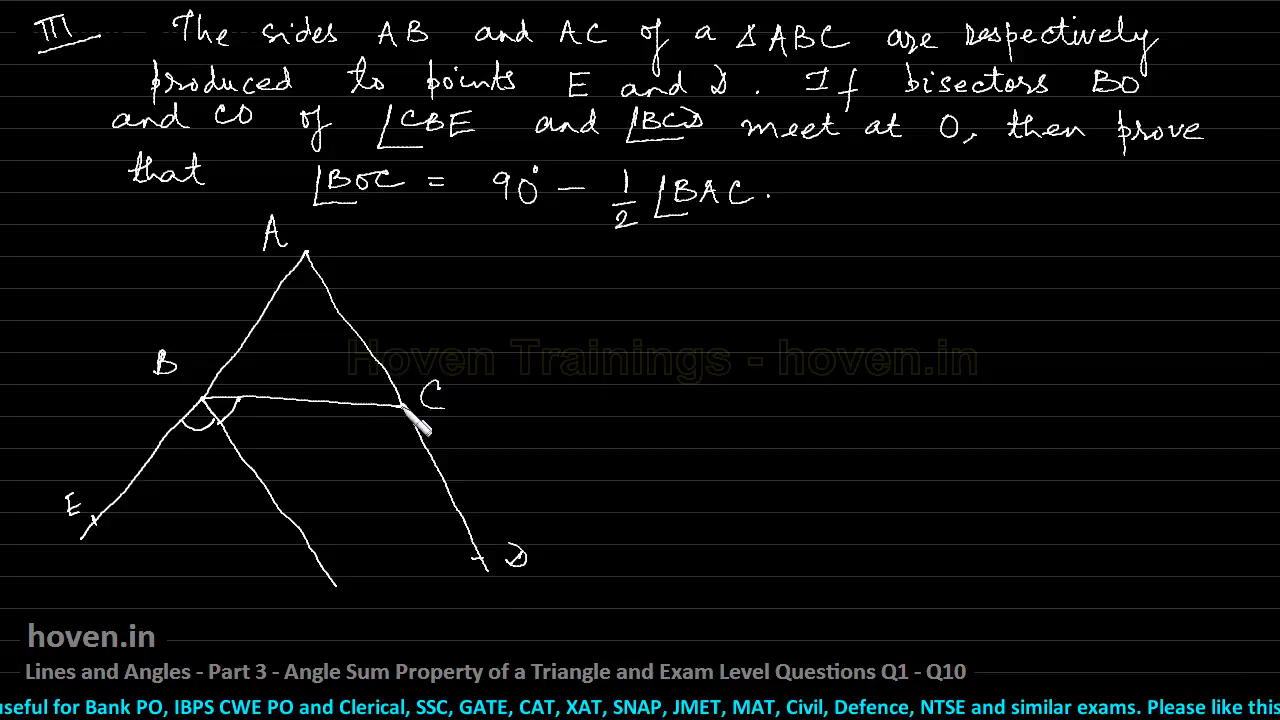 III The sides AB and AC of a ΔABC are respectively
produced to points E and D. If bisectors BO
and CO of ∠CBE and ∠BCD meet at O, then prove
that ∠BOC = 90° - 1/2 ∠BAC.
A
B
C
Hoven Trainings - hoven.in
E
D
hoven.in
Lines and Angles - Part 3 - Angle Sum Property of a Triangle and Exam Level Questions Q1 - Q10
useful for Bank PO, IBPS CWE PO and Clerical, SSC, GATE, CAT, XAT, SNAP, JMET, MAT, Civil, Defence, NTSE and similar exams. Please like this